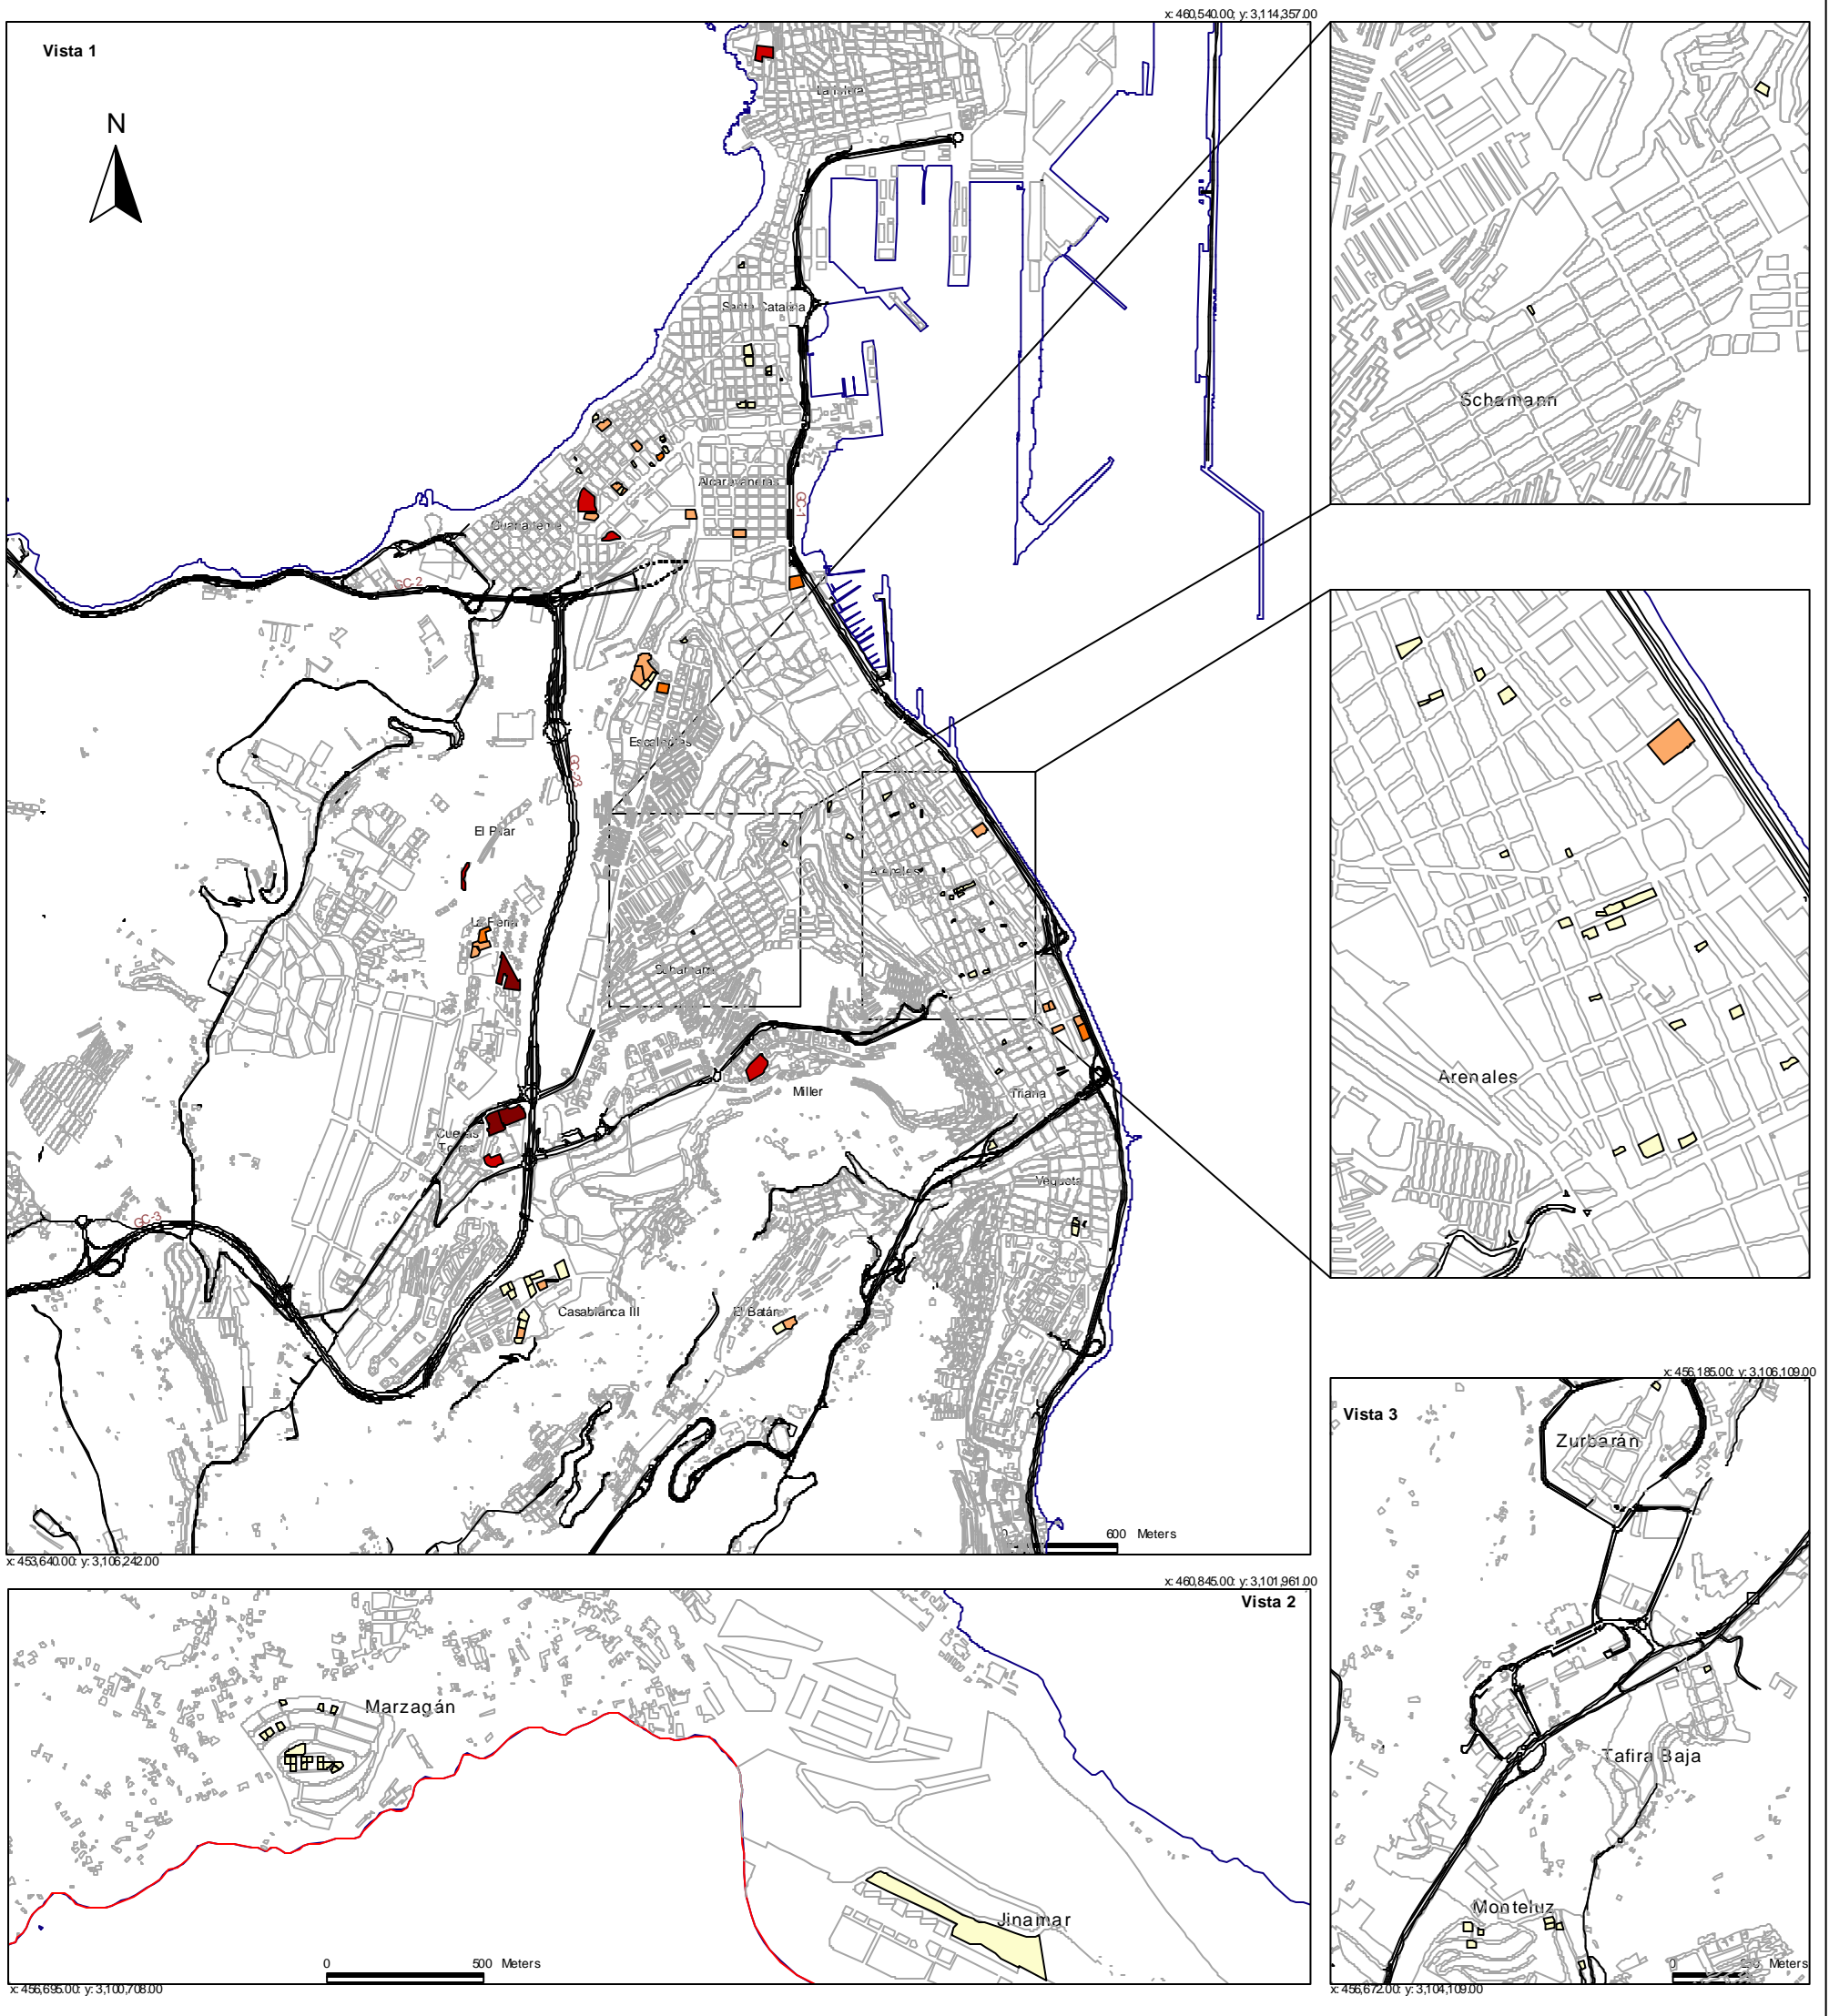 x: 460,540.00; y: 3,114,357.00
Vista 1
N
La Isleta
Santa Catalina
Alcaravaneras
GC-1
Guanarteme
GC-2
Escaleritas
GC-23
El Pilar
Arenales
La Feria
Schamann
Miller
Triana
Cuevas
Torres
Vegueta
GC-3
Casablanca III
El Batán
0
600 Meters
x: 453,640.00: y: 3,106,242.00
Schamann
Arenales
x: 456,185.00: y: 3,106,109.00
Vista 3
Zurbarán
Tafira Baja
Monteluz
0
Meters
x: 456,672.00: y: 3,104,109.00
x: 460,845.00: y: 3,101,961.00
Vista 2
Marzagán
Jinamar
0
500 Meters
x: 456,695.00: y: 3,100,708.00